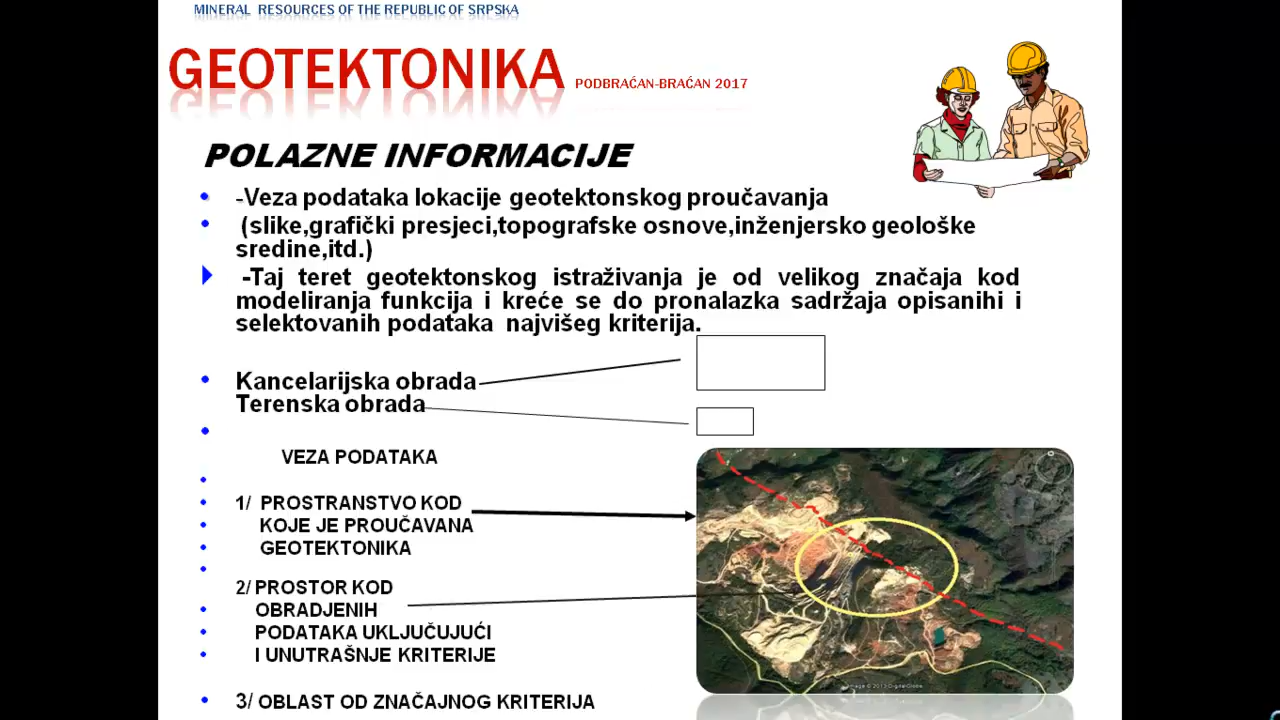 MINERAL RESOURCES OF THE REPUBLIC OF SRPSKA
GEOTEKTONIKA PODBRAĆAN-BRAĆAN 2017
POLAZNE INFORMACIJE
-Veza podataka lokacije geotektonskog proučavanja
(slike,grafički presjeci,topografske osnove,inženjersko geološke
sredine,itd.)
-Taj teret geotektonskog istraživanja je od velikog značaja kod
modeliranja funkcija i kreće se do pronalazka sadržaja opisanihi i
selektovanih podataka najvišeg kriterija.
Kancelarijska obrada
Terenska obrada
VEZA PODATAKA
1/ PROSTRANSTVO KOD
KOJE JE PROUČAVANA
GEOTEKTONIKA
2/ PROSTOR KOD
OBRADJENIH
PODATAKA UKLJUČUJUĆI
I UNUTRAŠNJE KRITERIJE
3/ OBLAST OD ZNAČAJNOG KRITERIJA
Image © 2013 DigitalGlobe